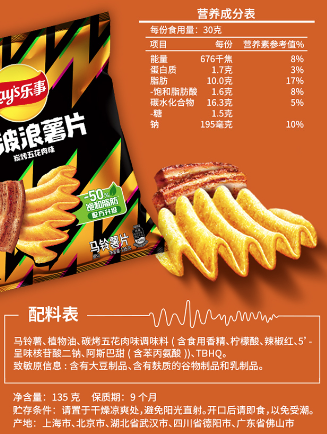 营养成分表
每份食用量：30克
项目 每份 营养素参考值%
能量 676千焦 8%
蛋白质 1.7克 3%
脂肪 10.0克 17%
-饱和脂肪酸 1.6克 8%
碳水化合物 16.3克 5%
-糖 1.5克
钠 195毫克 10%
ay's乐事
波浪薯片
炭烤五花肉味
-50%
饱和脂肪
配方升级
马铃薯片
配料表
马铃薯、植物油、碳烤五花肉味调味料（含食用香精、柠檬酸、辣椒红、5'-
呈味核苷酸二钠、阿斯巴甜（含苯丙氨酸））、TBHQ。
致敏原信息：含有大豆制品、含有麸质的谷物制品和乳制品。
净含量：135 克 保质期：9 个月
贮存条件：请置于干燥凉爽处，避免阳光直射。开口后请即食，以免受潮。
产地：上海市、北京市、湖北省武汉市、四川省德阳市、广东省佛山市